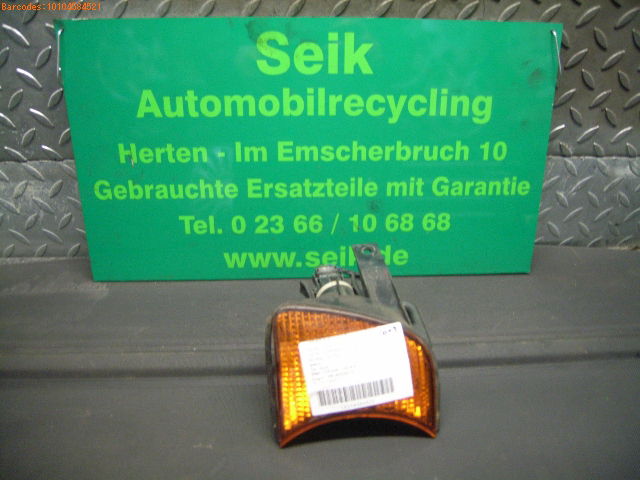 Barcodes:10104584521
Seik
Automobilrecycling
Herten - Im Emscherbruch 10
Gebrauchte Ersatzteile mit Garantie
Tel. 0 23 66 / 10 68 68
www.seik.de